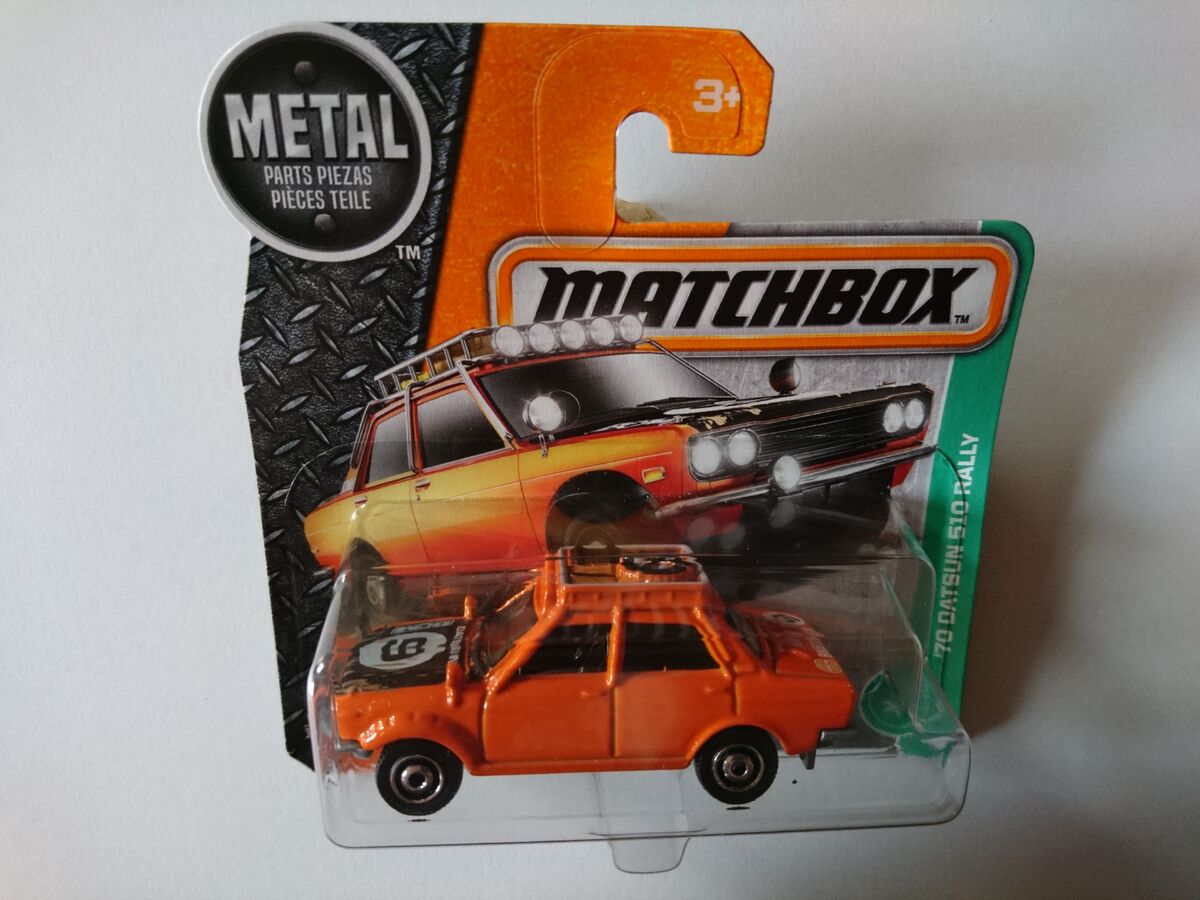 3+
METAL
PARTS PIEZAS
PIÈCES TEILE
TM
MATCHBOX
TM
'70 DATSUN 510 RALLY